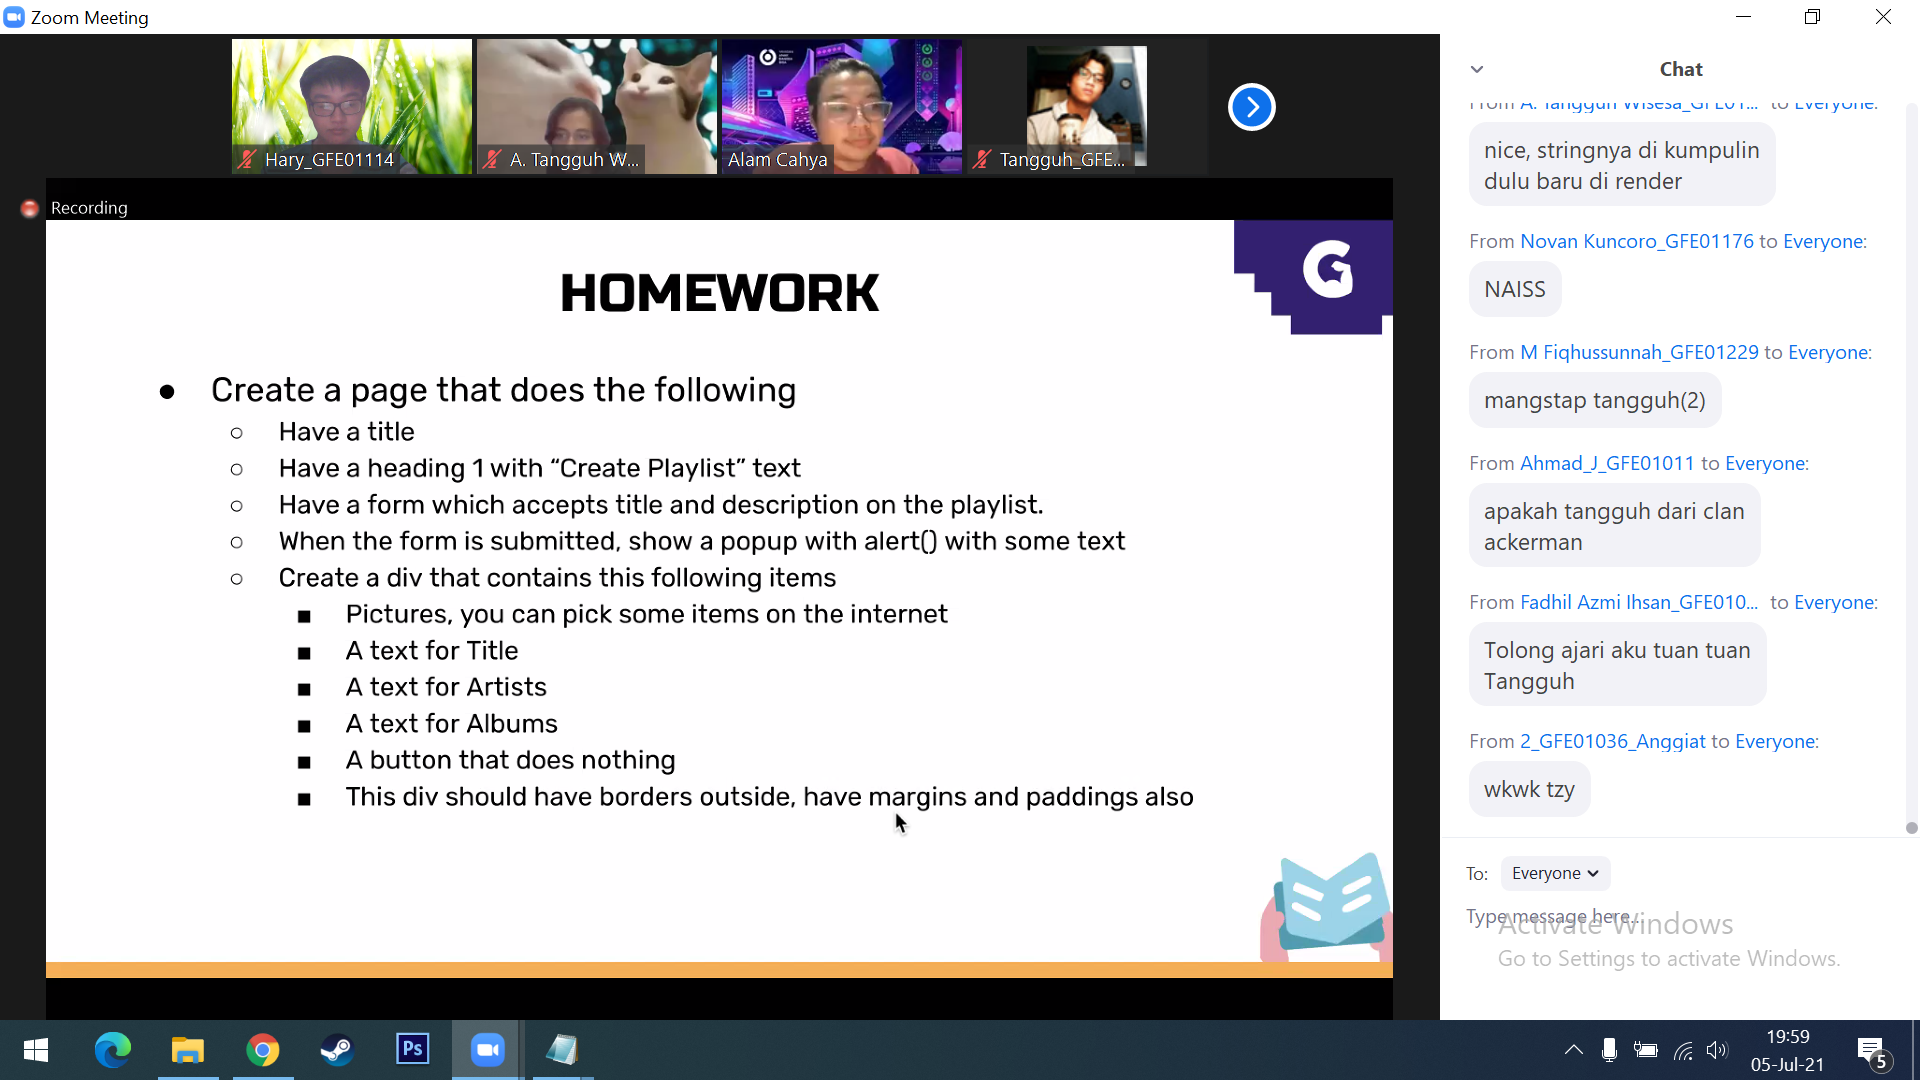 Zoom Meeting
Hary_GFE01114
A. Tangguh W...
Alam Cahya
Tangguh_GFE...
Recording
HOMEWORK
G
● Create a page that does the following
○ Have a title
○ Have a heading 1 with “Create Playlist” text
○ Have a form which accepts title and description on the playlist.
○ When the form is submitted, show a popup with alert() with some text
○ Create a div that contains this following items
■ Pictures, you can pick some items on the internet
■ A text for Title
■ A text for Artists
■ A text for Albums
■ A button that does nothing
■ This div should have borders outside, have margins and paddings also
Chat
From A. Tangguh Wisesa_GFE01... to Everyone:
nice, stringnya di kumpulin
dulu baru di render
From Novan Kuncoro_GFE01176 to Everyone:
NAISS
From M Fiqhussunnah_GFE01229 to Everyone:
mangstap tangguh(2)
From Ahmad_J_GFE01011 to Everyone:
apakah tangguh dari clan
ackerman
From Fadhil Azmi Ihsan_GFE010... to Everyone:
Tolong ajari aku tuan tuan
Tangguh
From 2_GFE01036_Anggiat to Everyone:
wkwk tzy
To: Everyone
Type message here...
Activate Windows
Go to Settings to activate Windows.
Ps
19:59
05-Jul-21
5